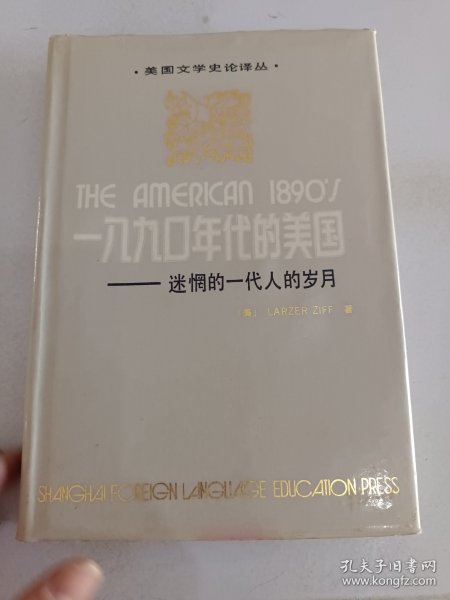 ·美国文学史论译丛·
THE AMERICAN 1890'S
一八九〇年代的美国
——迷惘的一代人的岁月
〔美〕 LARZER ZIFF 著
SHANGHAI FOREIGN LANGUAGE EDUCATION PRESS
孔夫子旧书网
www.kongfz.com